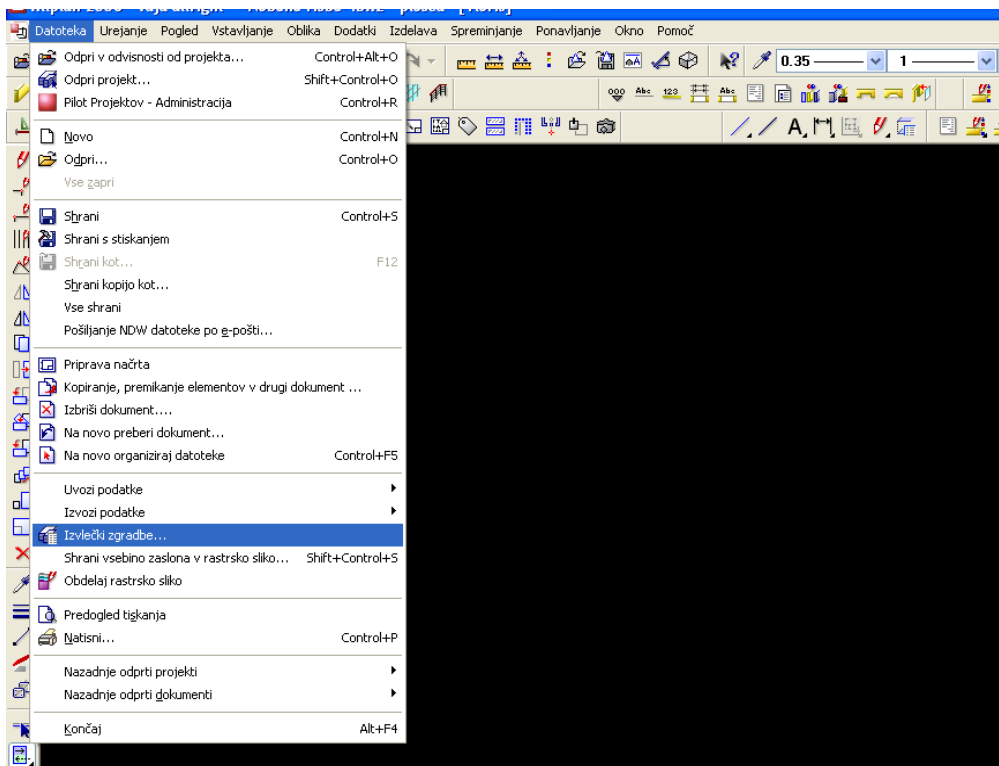 Datoteka Urejanje Pogled Vstavljanje Oblika Dodatki Izdelava Spreminjanje Ponavljanje Okno Pomoč
Odpri v odvisnosti od projekta... Control+Alt+O
Odpri projekt... Shift+Control+O
Pilot Projektov - Administracija Control+R
Novo Control+N
Odpri... Control+O
Vse zapri
Shrani Control+S
Shrani s stiskanjem
Shrani kot... F12
Shrani kopijo kot...
Vse shrani
Pošiljanje NDW datoteke po e-pošti...
Priprava načrta
Kopiranje, premikanje elementov v drugi dokument ...
Izbriši dokument....
Na novo preberi dokument...
Na novo organiziraj datoteke Control+F5
Uvozi podatke
Izvozi podatke
Izvlečki zgradbe...
Shrani vsebino zaslona v rastrsko sliko... Shift+Control+S
Obdelaj rastrsko sliko
Predogled tiskanja
Natisni... Control+P
Nazadnje odprti projekti
Nazadnje odprti dokumenti
Končaj Alt+F4
0.35
1
Abc
123
Abc
A